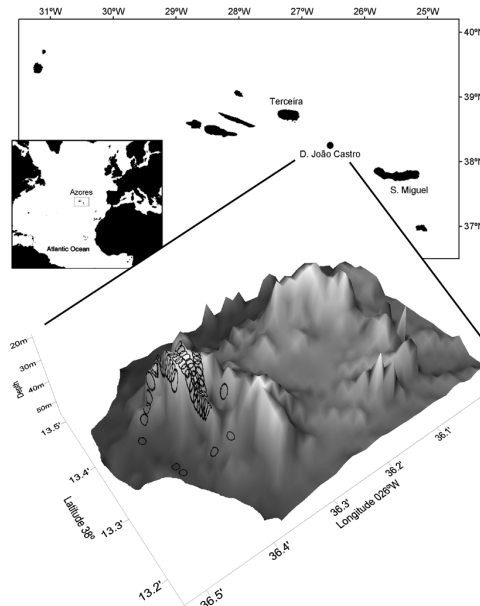 31ºW
29ºW
28ºW
27ºW
26ºW
25ºW
40ºN
39ºN
38ºN
37ºN
Terceira
D. João Castro
S. Miguel
Azores
Atlantic Ocean
20m
30m
40m
50m
Depth
13.5'
13.4'
13.3'
13.2'
Latitude 38º
36.5'
36.4'
36.3'
36.2'
36.1'
Longitude 026ºW